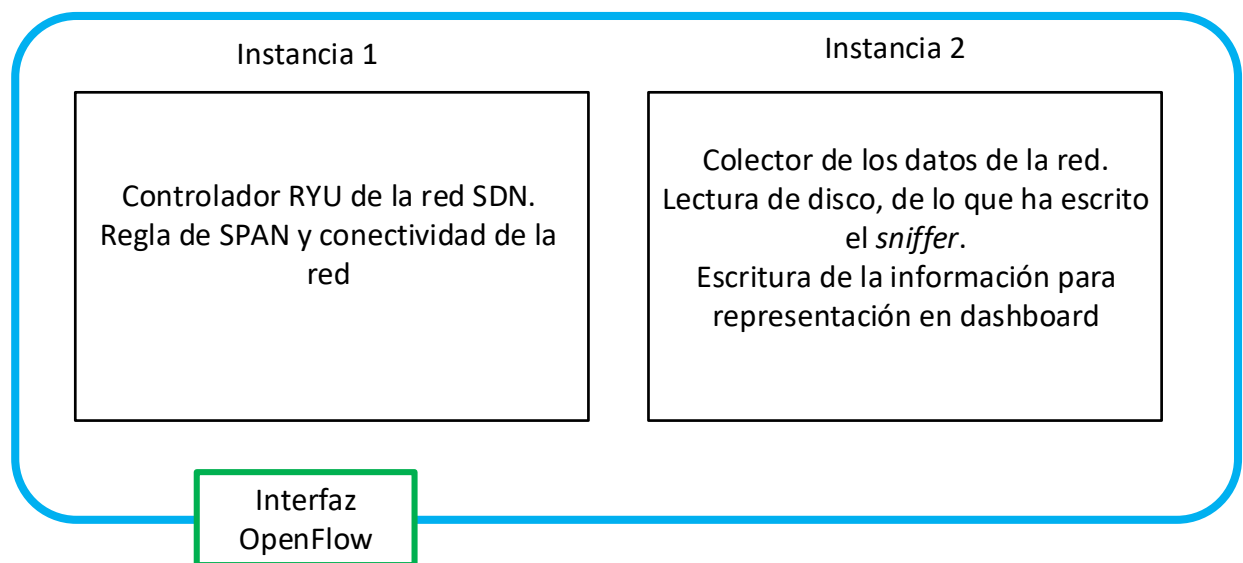 Instancia 1
Controlador RYU de la red SDN.
Regla de SPAN y conectividad de la
red
Instancia 2
Colector de los datos de la red.
Lectura de disco, de lo que ha escrito
el sniffer.
Escritura de la información para
representación en dashboard
Interfaz
OpenFlow